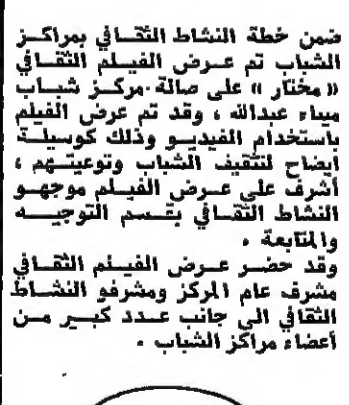 ضمن خطة النشاط الثقافي بمراكز
الشباب تم عرض الفيلم الثقافي
« مختار » على صالة مركز شباب
ميناء عبدالله ، وقد تم عرض الفيلم
بأستخدام الفيديو وذلك كوسيلة
ايضاح لتثقيف الشباب وتوعيتهم ،
أشرف على عرض الفيلم موجهو
النشاط الثقافي بقسم التوجيه
والمتابعة .
وقد حضر عرض الفيلم الثقافي
مشرف عام المركز ومشرفو النشاط
الثقافي الى جانب عدد كبير من
أعضاء مراكز الشباب .